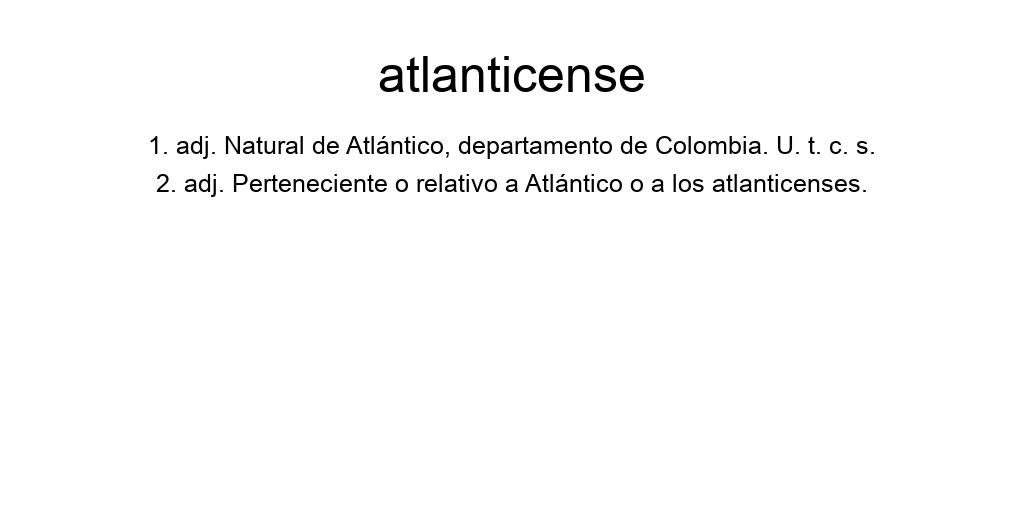 atlanticense
1. adj. Natural de Atlántico, departamento de Colombia. U. t. c. s.
2. adj. Perteneciente o relativo a Atlántico o a los atlanticenses.